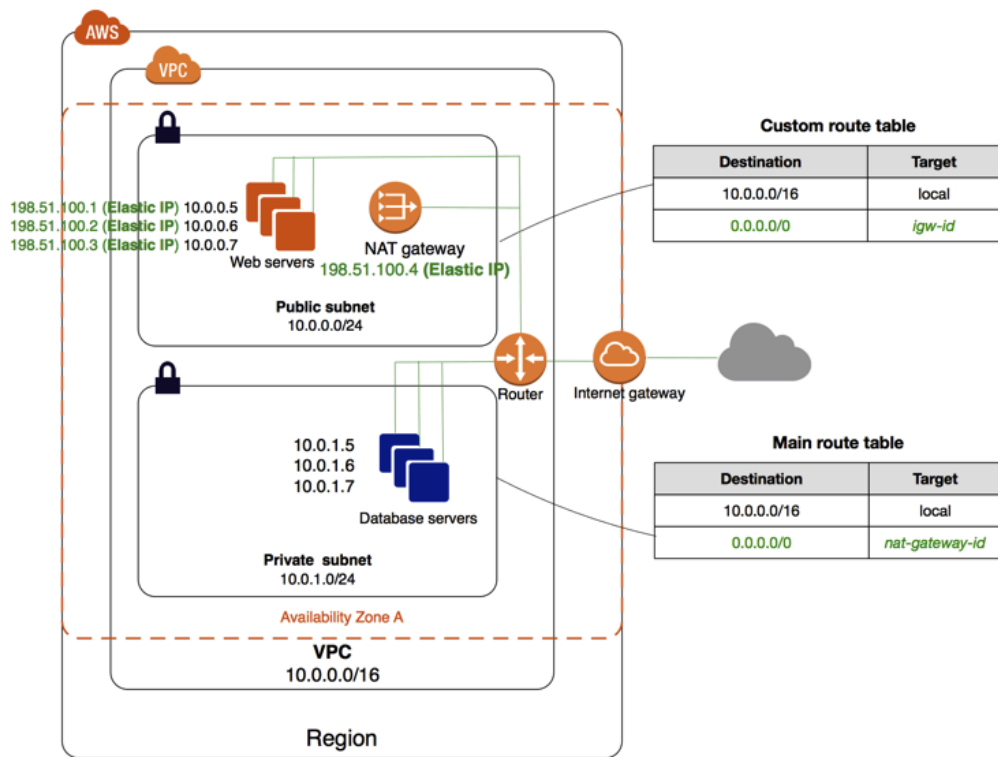 AWS
VPC
198.51.100.1 (Elastic IP) 10.0.0.5
198.51.100.2 (Elastic IP) 10.0.0.6
198.51.100.3 (Elastic IP) 10.0.0.7
Web servers
NAT gateway
198.51.100.4 (Elastic IP)
Public subnet
10.0.0.0/24
Custom route table
Destination Target
10.0.0.0/16 local
0.0.0.0/0 igw-id
Router
Internet gateway
10.0.1.5
10.0.1.6
10.0.1.7
Database servers
Private subnet
10.0.1.0/24
Main route table
Destination Target
10.0.0.0/16 local
0.0.0.0/0 nat-gateway-id
Availability Zone A
VPC
10.0.0.0/16
Region